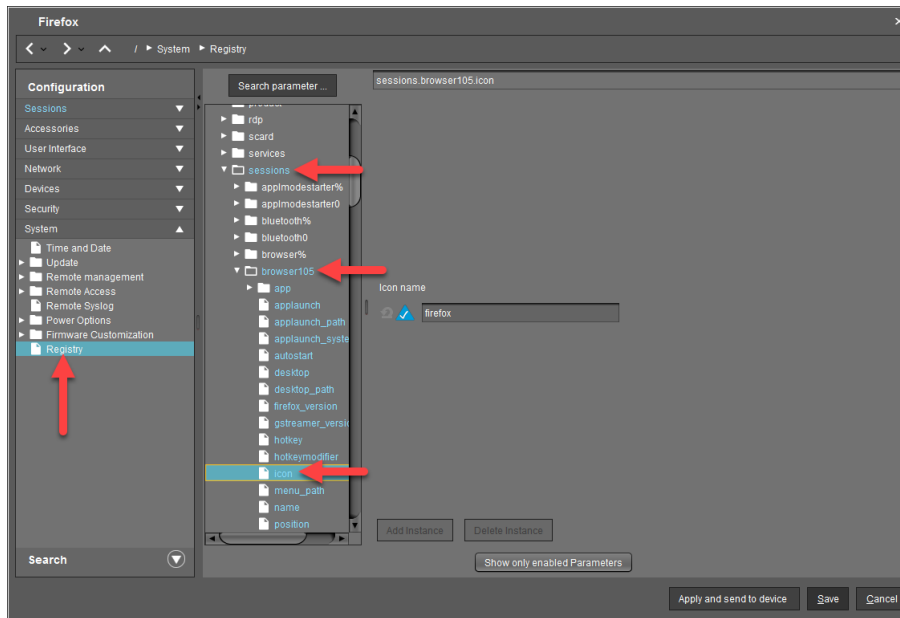 Firefox
/ System Registry
Configuration
Sessions
Accessories
User Interface
Network
Devices
Security
System
Time and Date
Update
Remote management
Remote Access
Remote Syslog
Power Options
Firmware Customization
Registry
Search
Search parameter ...
rdp
scard
services
sessions
applmodestarter%
applmodestarter0
bluetooth%
bluetooth0
browser%
browser105
app
applaunch
applaunch_path
applaunch_syste
autostart
desktop
desktop_path
firefox_version
gstreamer_versio
hotkey
hotkeymodifier
icon
menu_path
name
position
sessions.browser105.icon
Icon name
firefox
Add Instance Delete Instance
Show only enabled Parameters
Apply and send to device Save Cancel